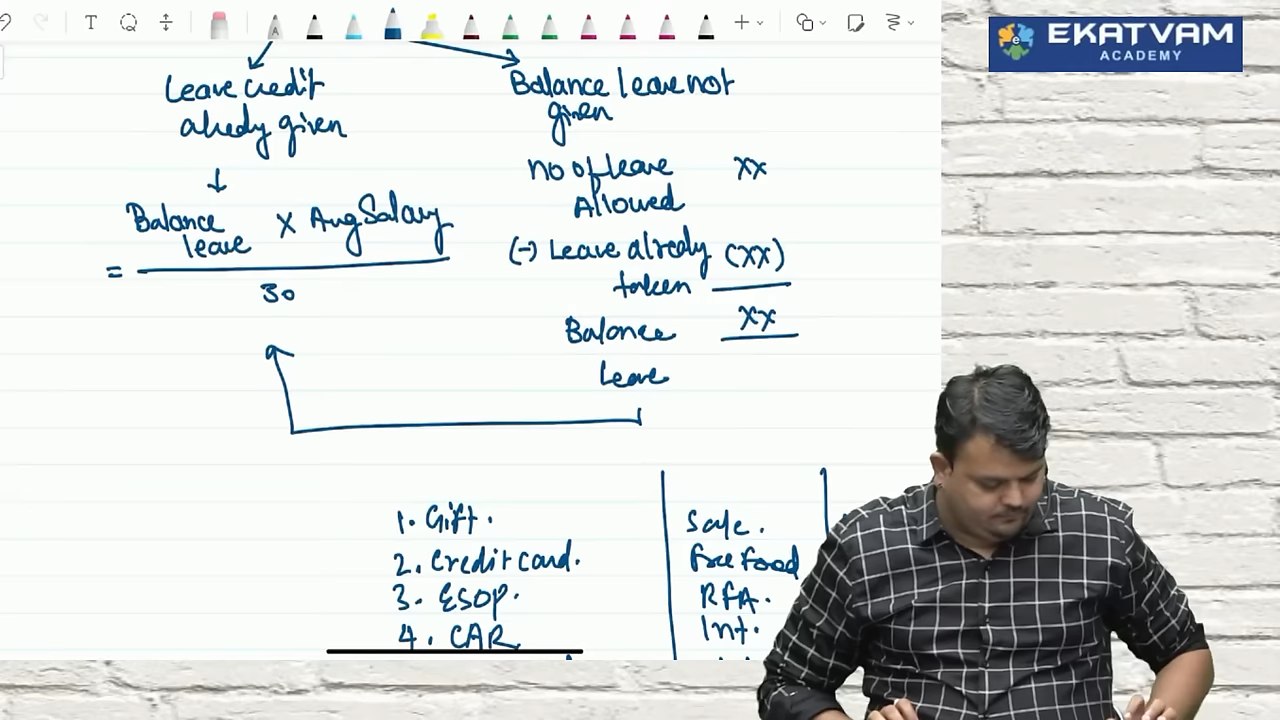 EKATVAM
ACADEMY
Leave credit
alredy given
Balance leave not
given
Balance
leave
X Avg Salary
=
30
no of leave
Allowed
xx
(-) Leave alredy
taken
(xx)
Balance
Leave
xx
1. Gift.
2. Credit card.
3. ESOP.
4. CAR
Sale.
free food
RFA.
Int.